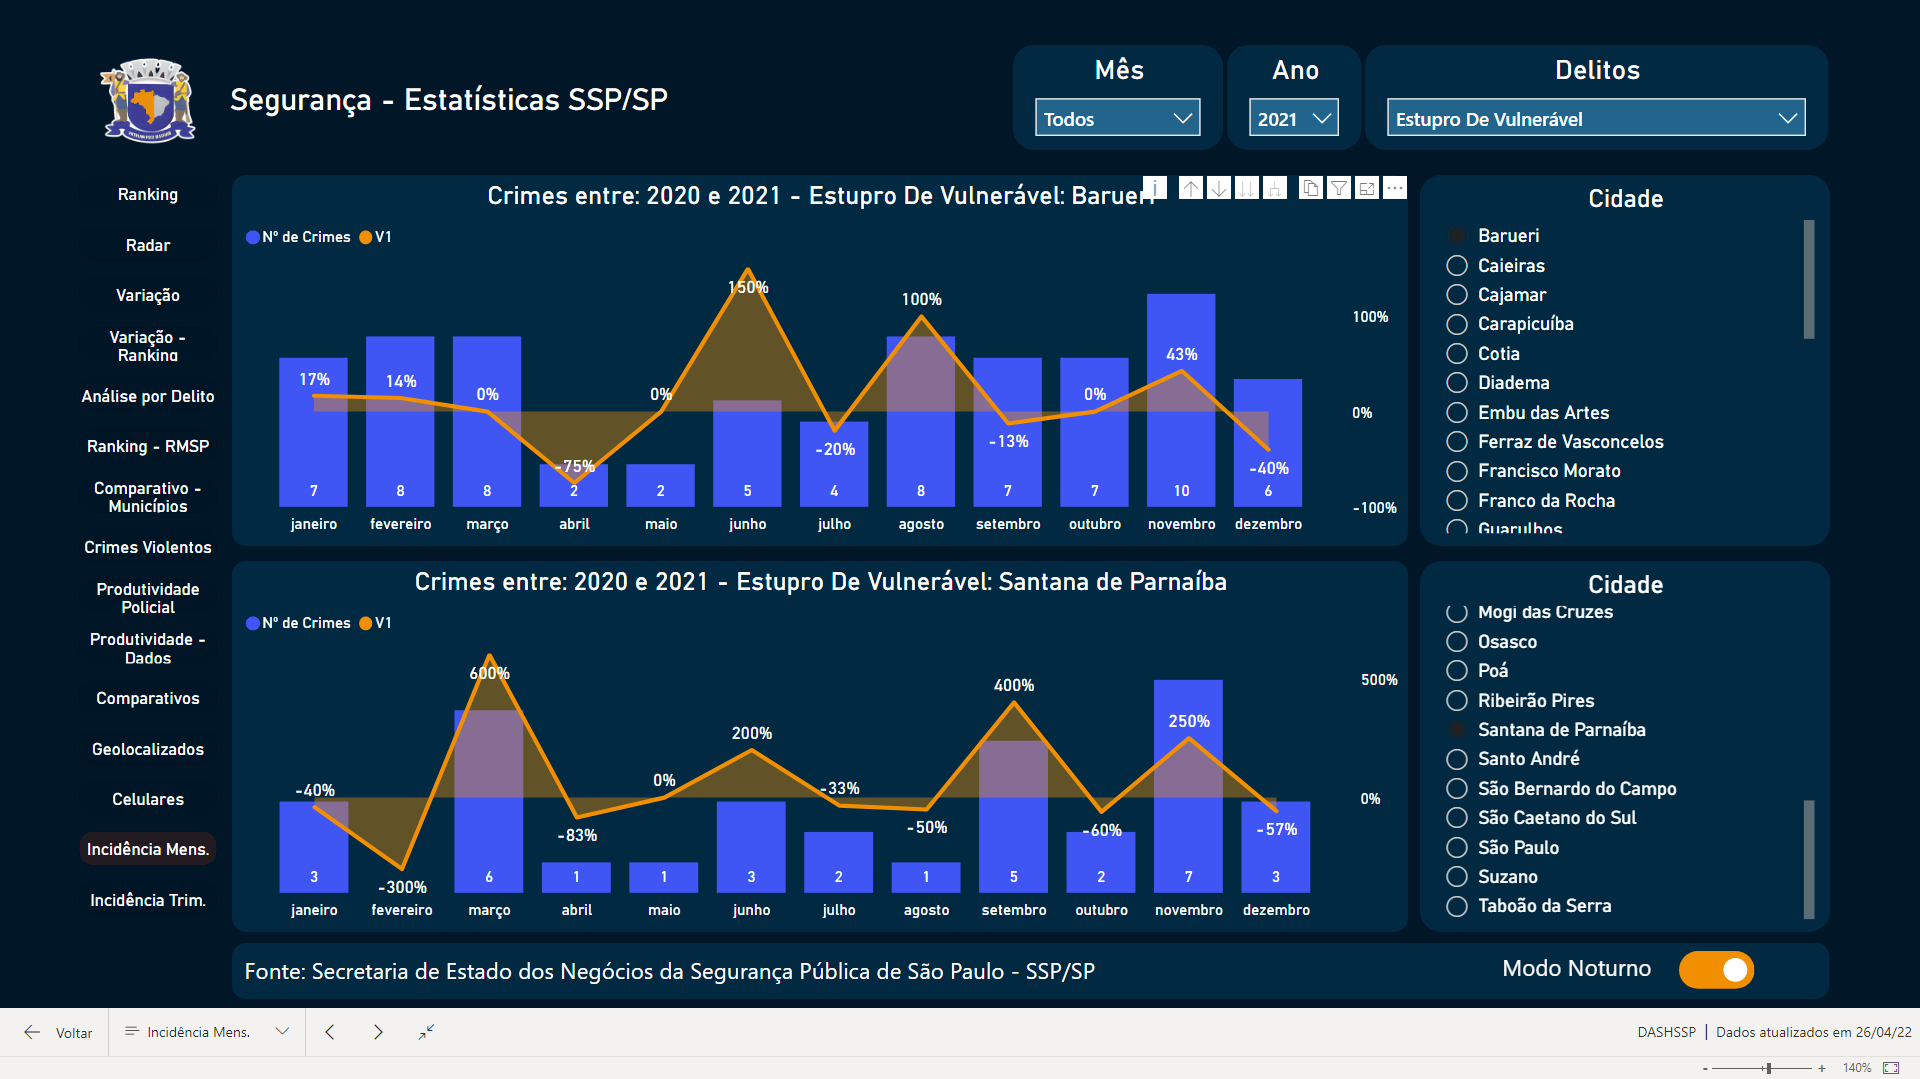 Segurança - Estatísticas SSP/SP
Mês
Todos
Ano
2021
Delitos
Estupro De Vulnerável
Ranking
Radar
Variação
Variação -
Ranking
Análise por Delito
Ranking - RMSP
Comparativo -
Municípios
Crimes Violentos
Produtividade
Policial
Produtividade -
Dados
Comparativos
Geolocalizados
Celulares
Incidência Mens.
Incidência Trim.
Crimes entre: 2020 e 2021 - Estupro De Vulnerável: Barueri
Nº de Crimes V1
150%
100%
100%
43%
17% 14% 0% 0% 0%
0%
-13% -20%
-75% -40%
7 8 8 2 2 5 4 8 7 7 10 6
-100%
janeiro fevereiro março abril maio junho julho agosto setembro outubro novembro dezembro
Cidade
Barueri
Caieiras
Cajamar
Carapicuíba
Cotia
Diadema
Embu das Artes
Ferraz de Vasconcelos
Francisco Morato
Franco da Rocha
Guarulhos
Crimes entre: 2020 e 2021 - Estupro De Vulnerável: Santana de Parnaíba
Nº de Crimes V1
600%
500%
400%
250%
200%
0%
-40% -33%
0%
-83% -50% -60% -57%
-300%
3 6 1 1 3 2 1 5 2 7 3
janeiro fevereiro março abril maio junho julho agosto setembro outubro novembro dezembro
Cidade
Mogi das Cruzes
Osasco
Poá
Ribeirão Pires
Santana de Parnaíba
Santo André
São Bernardo do Campo
São Caetano do Sul
São Paulo
Suzano
Taboão da Serra
Fonte: Secretaria de Estado dos Negócios da Segurança Pública de São Paulo - SSP/SP
Modo Noturno
Voltar
Incidência Mens.
DASHSSP | Dados atualizados em 26/04/22
- + 140%